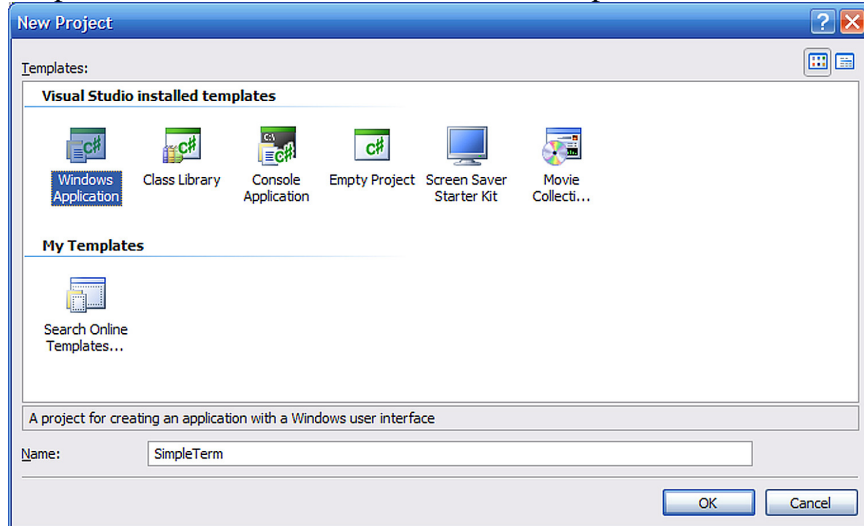 New Project
Templates:
Visual Studio installed templates
Windows Application
Class Library
Console Application
Empty Project
Screen Saver Starter Kit
Movie Collecti...
My Templates
Search Online Templates...
A project for creating an application with a Windows user interface
Name:
SimpleTerm
OK
Cancel